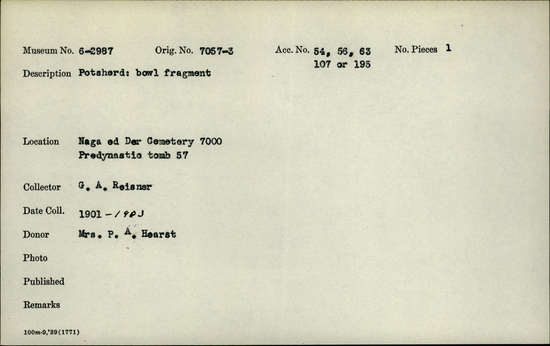 Museum No. 6-2987 Orig. No. 7057-3 Acc. No. 54, 56, 63 No. Pieces 1
107 or 195
Description Potsherd: bowl fragment
Location Naga ed Der Cemetery 7000
Predynastic tomb 57
Collector G. A. Reisner
Date Coll. 1901-1903
Donor Mrs. P. A. Hearst
Photo
Published
Remarks
100m-9,'39(1771)